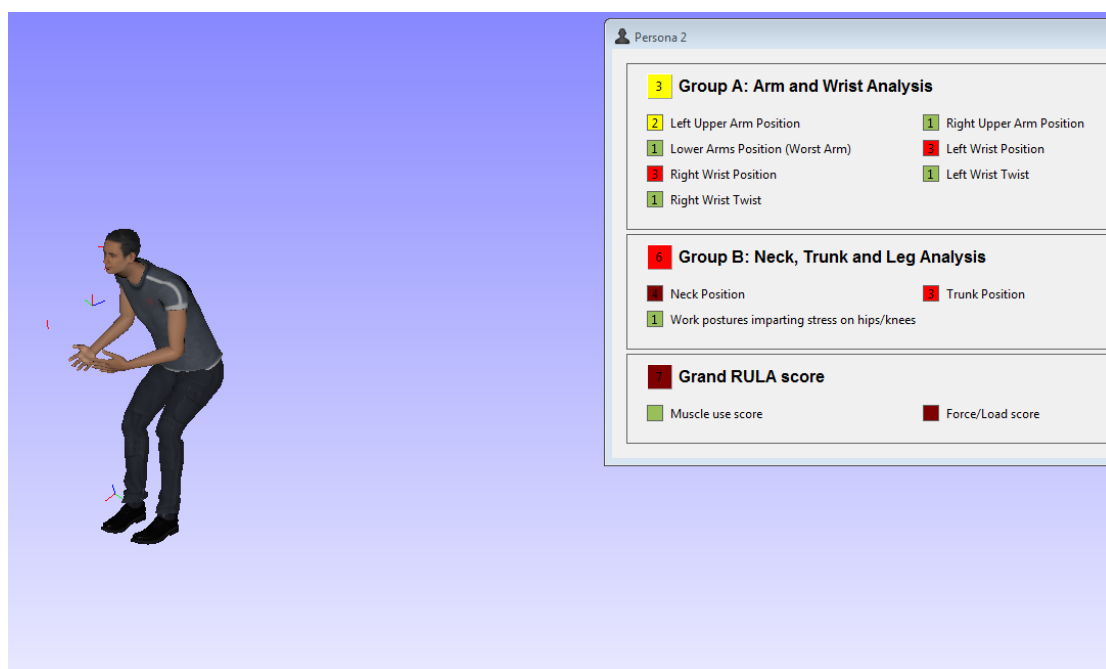 Persona 2
3 Group A: Arm and Wrist Analysis
2 Left Upper Arm Position 1 Right Upper Arm Position
1 Lower Arms Position (Worst Arm) 3 Left Wrist Position
3 Right Wrist Position 1 Left Wrist Twist
1 Right Wrist Twist
6 Group B: Neck, Trunk and Leg Analysis
4 Neck Position 3 Trunk Position
1 Work postures imparting stress on hips/knees
7 Grand RULA score
Muscle use score Force/Load score